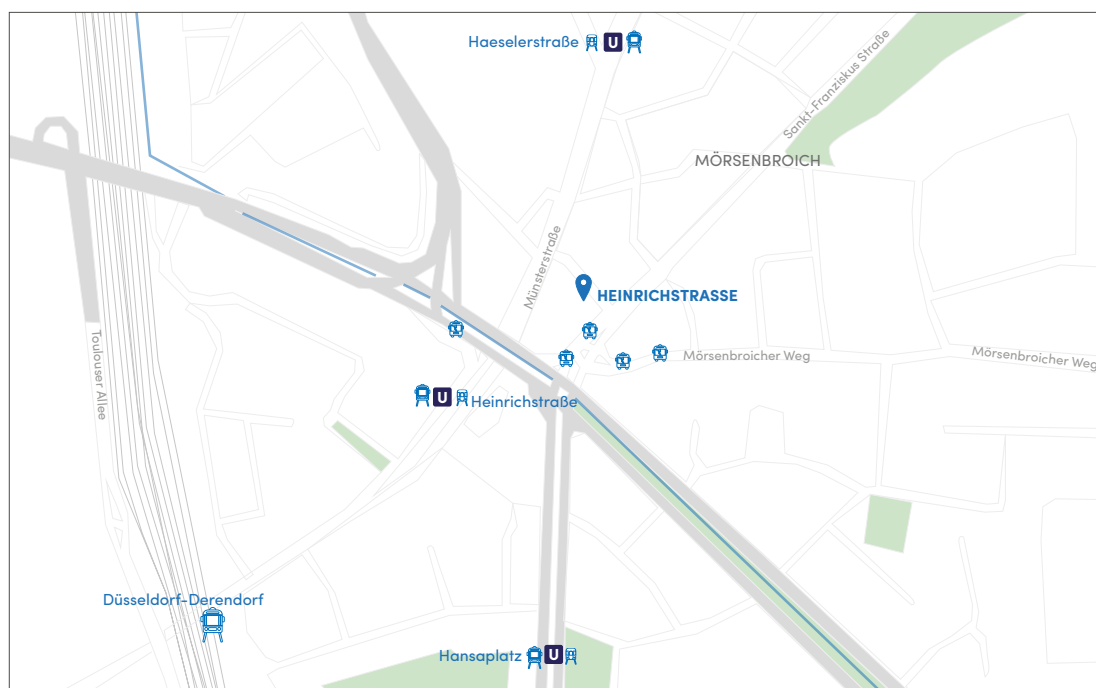 Haeselerstraße U
Sankt-Franziskus Straße
MÖRSENBROICH
Münsterstraße
HEINRICHSTRASSE
Toulouser Allee
Mörsenbroicher Weg
Mörsenbroicher Weg
U Heinrichstraße
Düsseldorf-Derendorf
Hansaplatz U